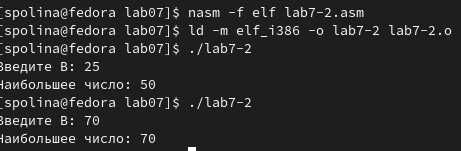 [spolina@fedora lab07]$ nasm -f elf lab7-2.asm
[spolina@fedora lab07]$ ld -m elf_i386 -o lab7-2 lab7-2.o
[spolina@fedora lab07]$ ./lab7-2
Введите B: 25
Наибольшее число: 50
[spolina@fedora lab07]$ ./lab7-2
Введите B: 70
Наибольшее число: 70